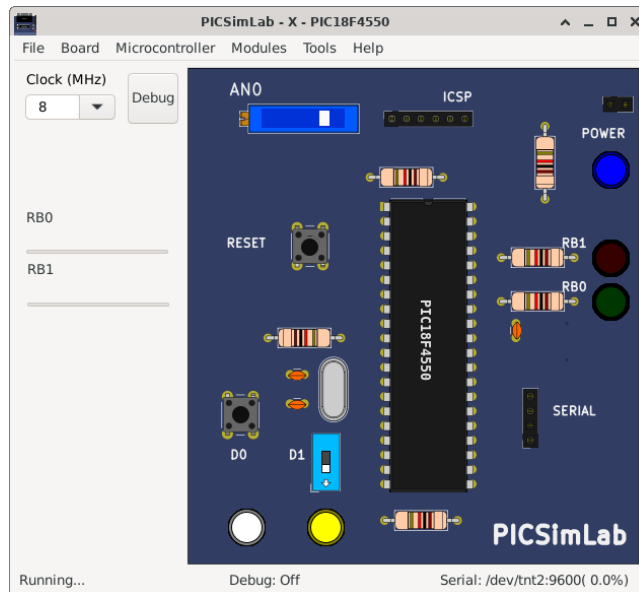 PICSimLab - X - PIC18F4550
File Board Microcontroller Modules Tools Help
Clock (MHz)
8
Debug
RB0
RB1
AN0
ICSP
POWER
RESET
RB1
RB0
PIC18F4550
SERIAL
D0
D1
PICSimLab
Running...
Debug: Off
Serial: /dev/tnt2:9600( 0.0%)